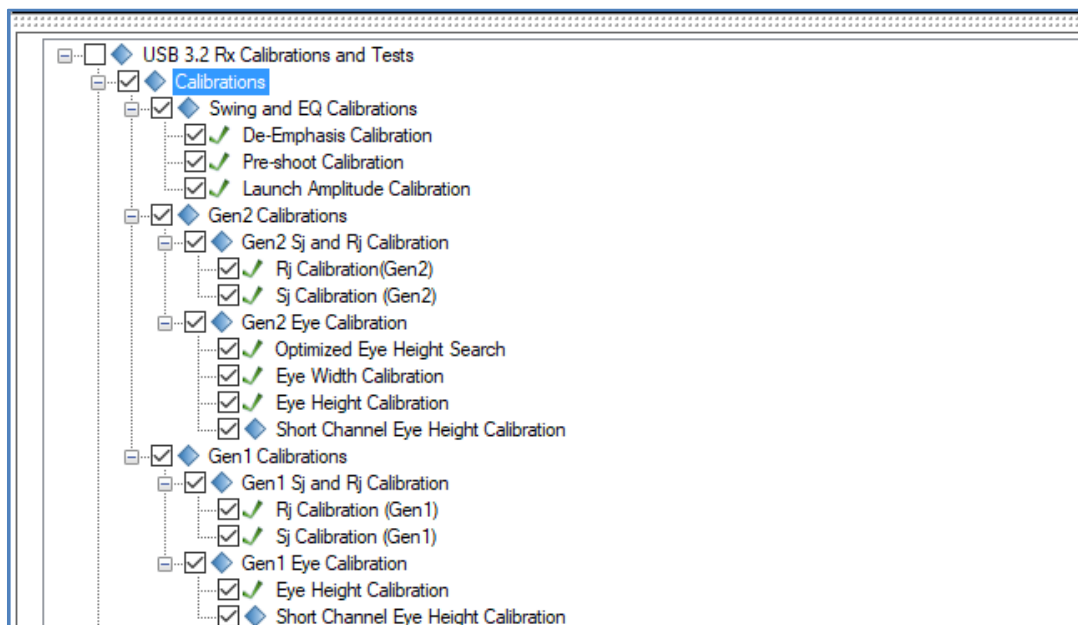 USB 3.2 Rx Calibrations and Tests
Calibrations
Swing and EQ Calibrations
De-Emphasis Calibration
Pre-shoot Calibration
Launch Amplitude Calibration
Gen2 Calibrations
Gen2 Sj and Rj Calibration
Rj Calibration(Gen2)
Sj Calibration (Gen2)
Gen2 Eye Calibration
Optimized Eye Height Search
Eye Width Calibration
Eye Height Calibration
Short Channel Eye Height Calibration
Gen1 Calibrations
Gen1 Sj and Rj Calibration
Rj Calibration (Gen1)
Sj Calibration (Gen1)
Gen1 Eye Calibration
Eye Height Calibration
Short Channel Eye Height Calibration